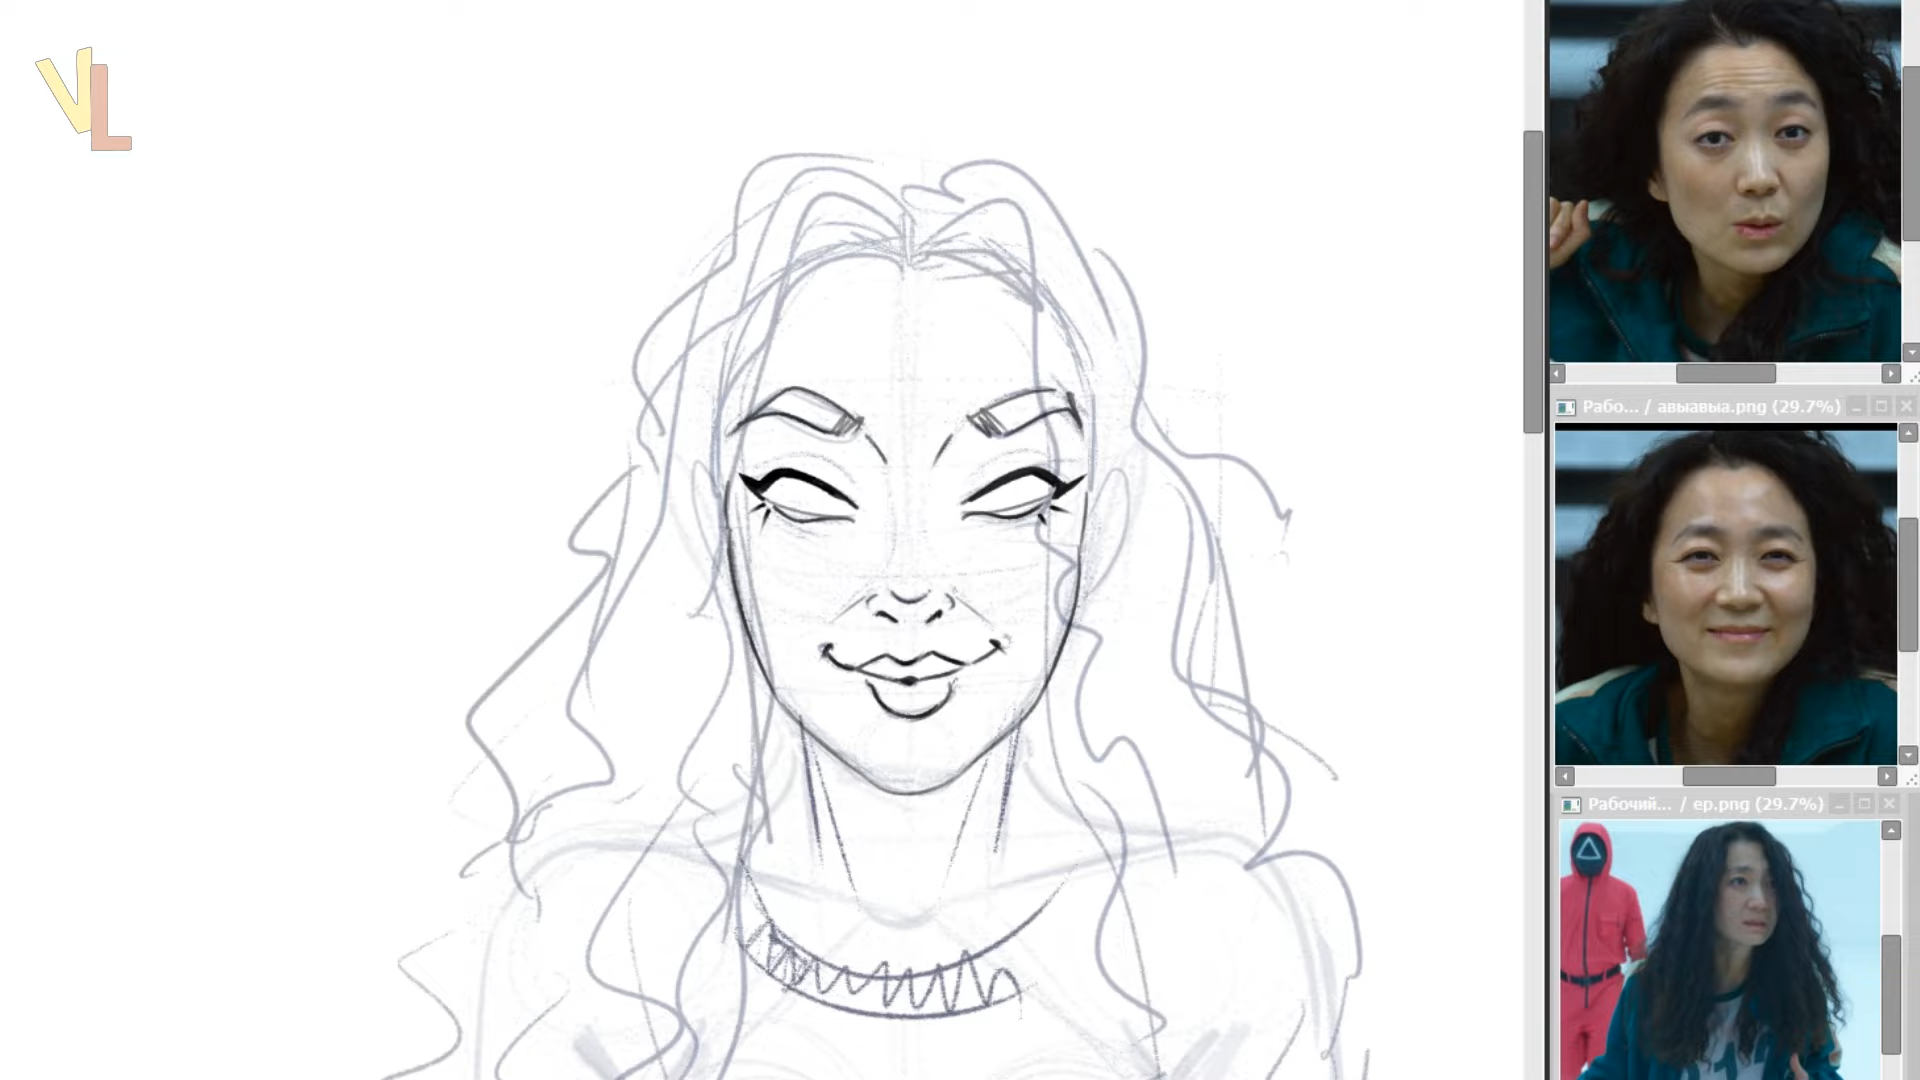 VL
Рабо... / авыавыа.png (29.7%)
Рабочий... / ер.png (29.7%)